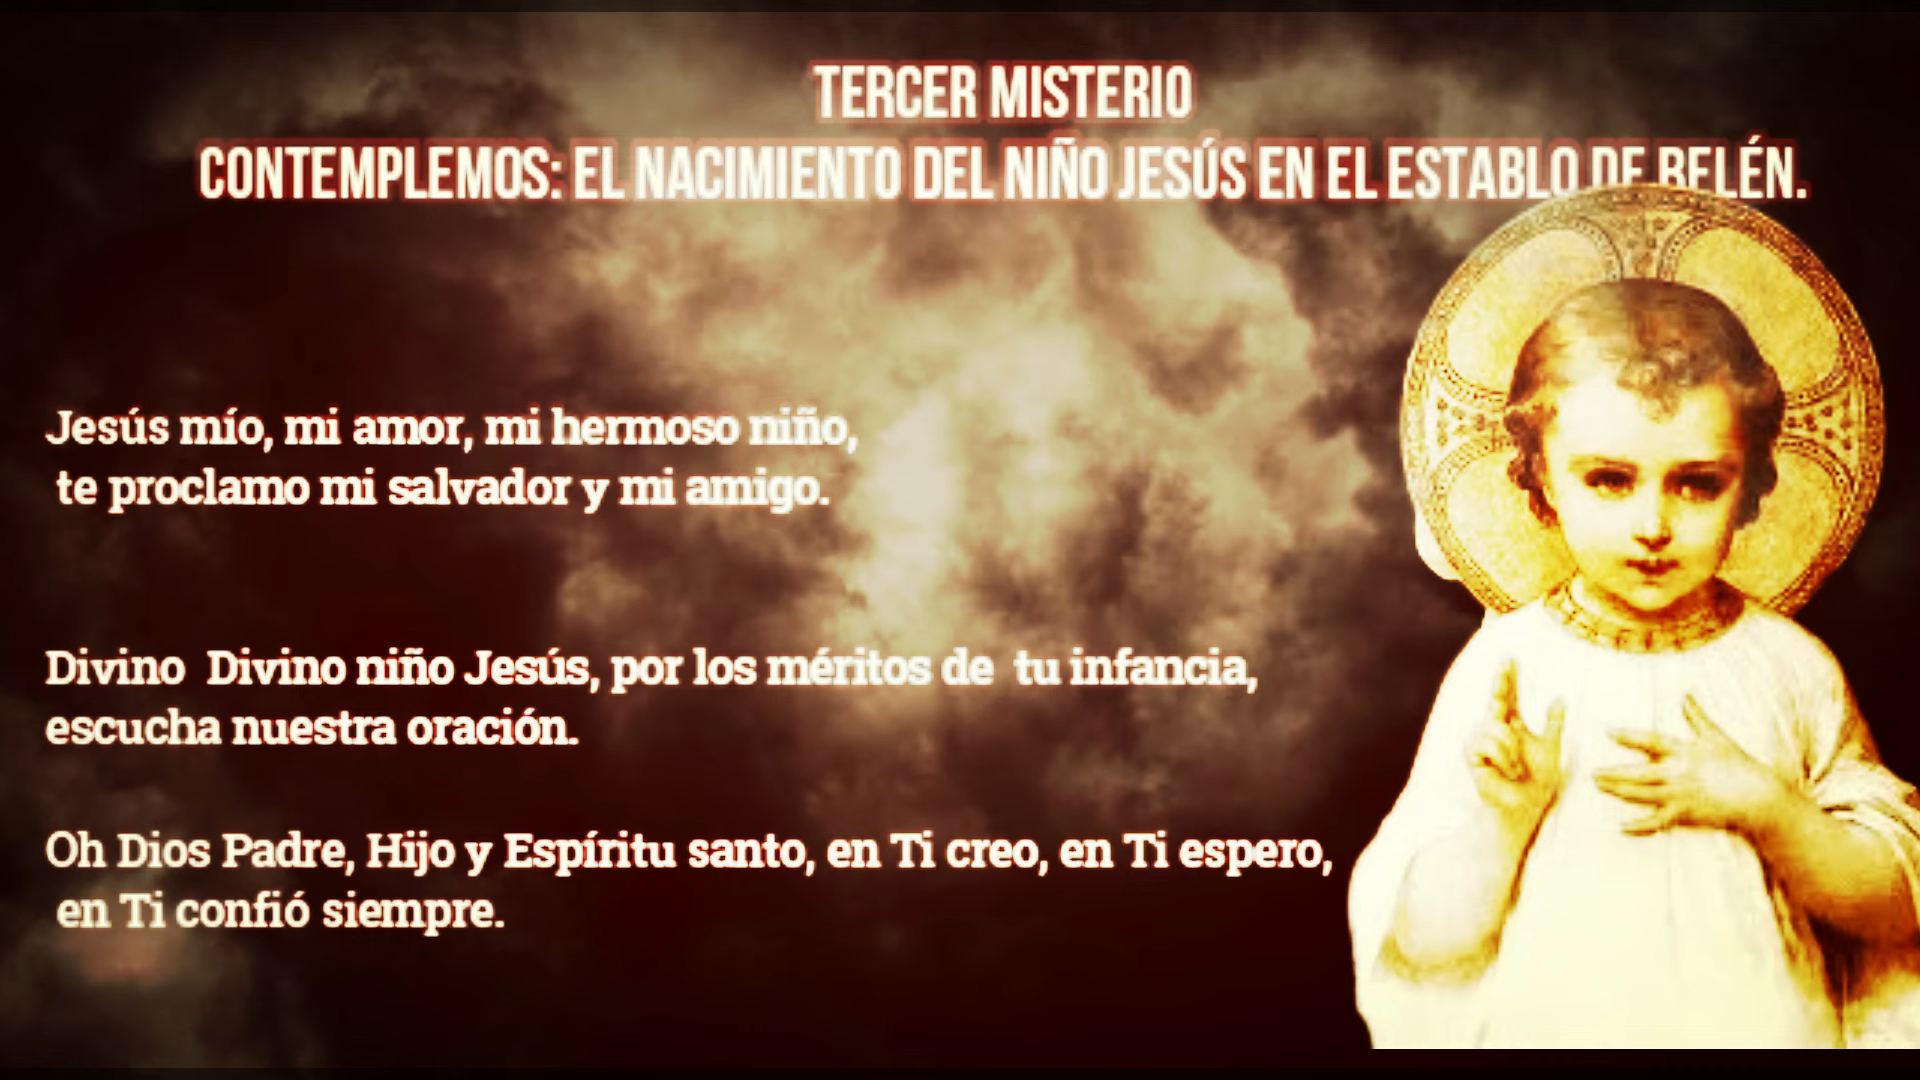 TERCER MISTERIO
CONTEMPLEMOS: EL NACIMIENTO DEL NIÑO JESÚS EN EL ESTABLO DE BELÉN.
Jesús mío, mi amor, mi hermoso niño,
te proclamo mi salvador y mi amigo.
Divino Divino niño Jesús, por los méritos de tu infancia,
escucha nuestra oración.
Oh Dios Padre, Hijo y Espíritu santo, en Ti creo, en Ti espero,
en Ti confió siempre.